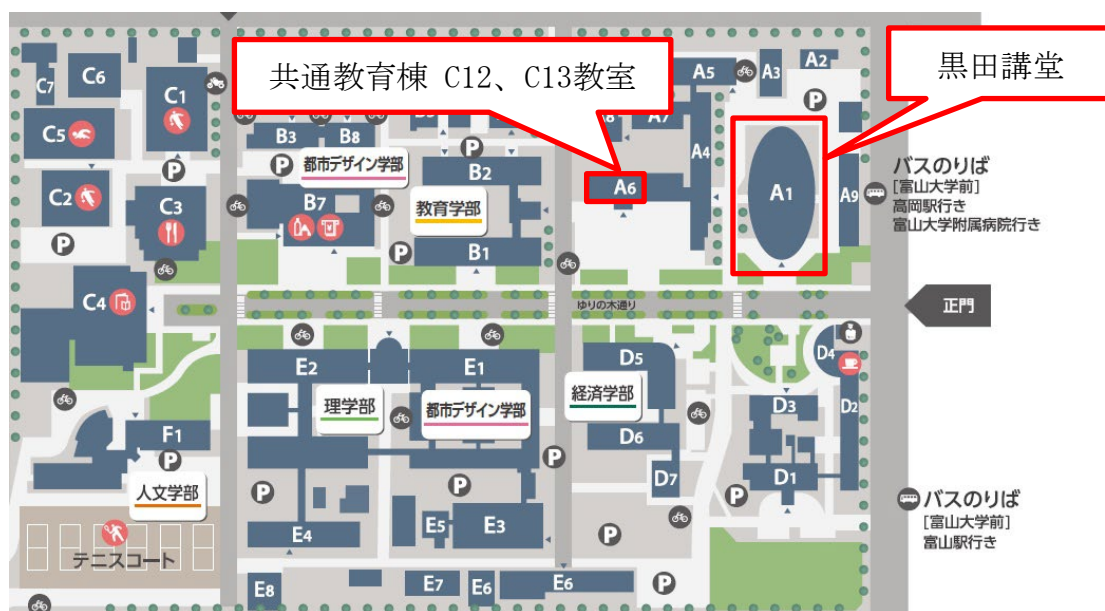 共通教育棟 C12、C13教室
黒田講堂
C7
C6
C1
C5
C2
C3
C4
B3
B8
都市デザイン学部
B7
B2
教育学部
B1
A5
A3
A2
A7
A4
A6
A1
A9
バスのりば
[富山大学前]
高岡駅行き
富山大学附属病院行き
ゆりの木通り
正門
E2
E1
理学部
都市デザイン学部
D5
経済学部
D6
D7
D4
D3
D2
D1
F1
人文学部
テニスコート
E4
E5
E3
E8
E7
E6
E6
P
P
P
P
P
P
P
P
P
P
P
P
P
P
バスのりば
[富山大学前]
富山駅行き